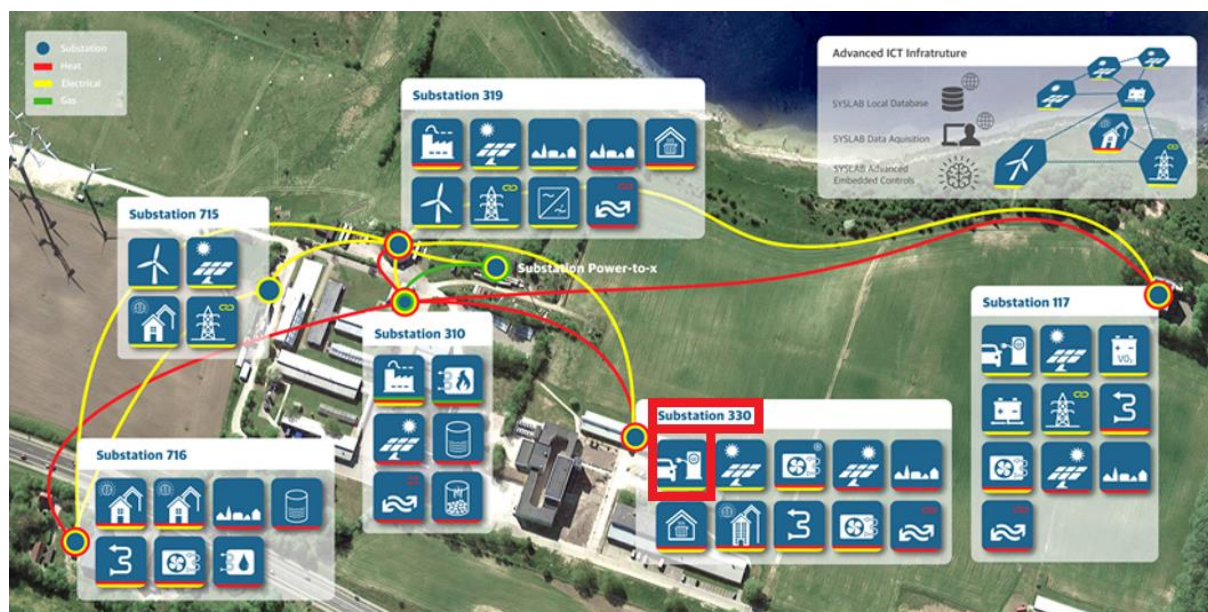 Substation
Heat
Electrical
Gas
Substation 319
Advanced ICT Infratruture
SYSLAB Local Database
SYSLAB Data Aquisition
SYSLAB Advanced
Embedded Controls
Substation 715
Substation Power-to-x
Substation 117
VO₂
Substation 310
Substation 330
Substation 716